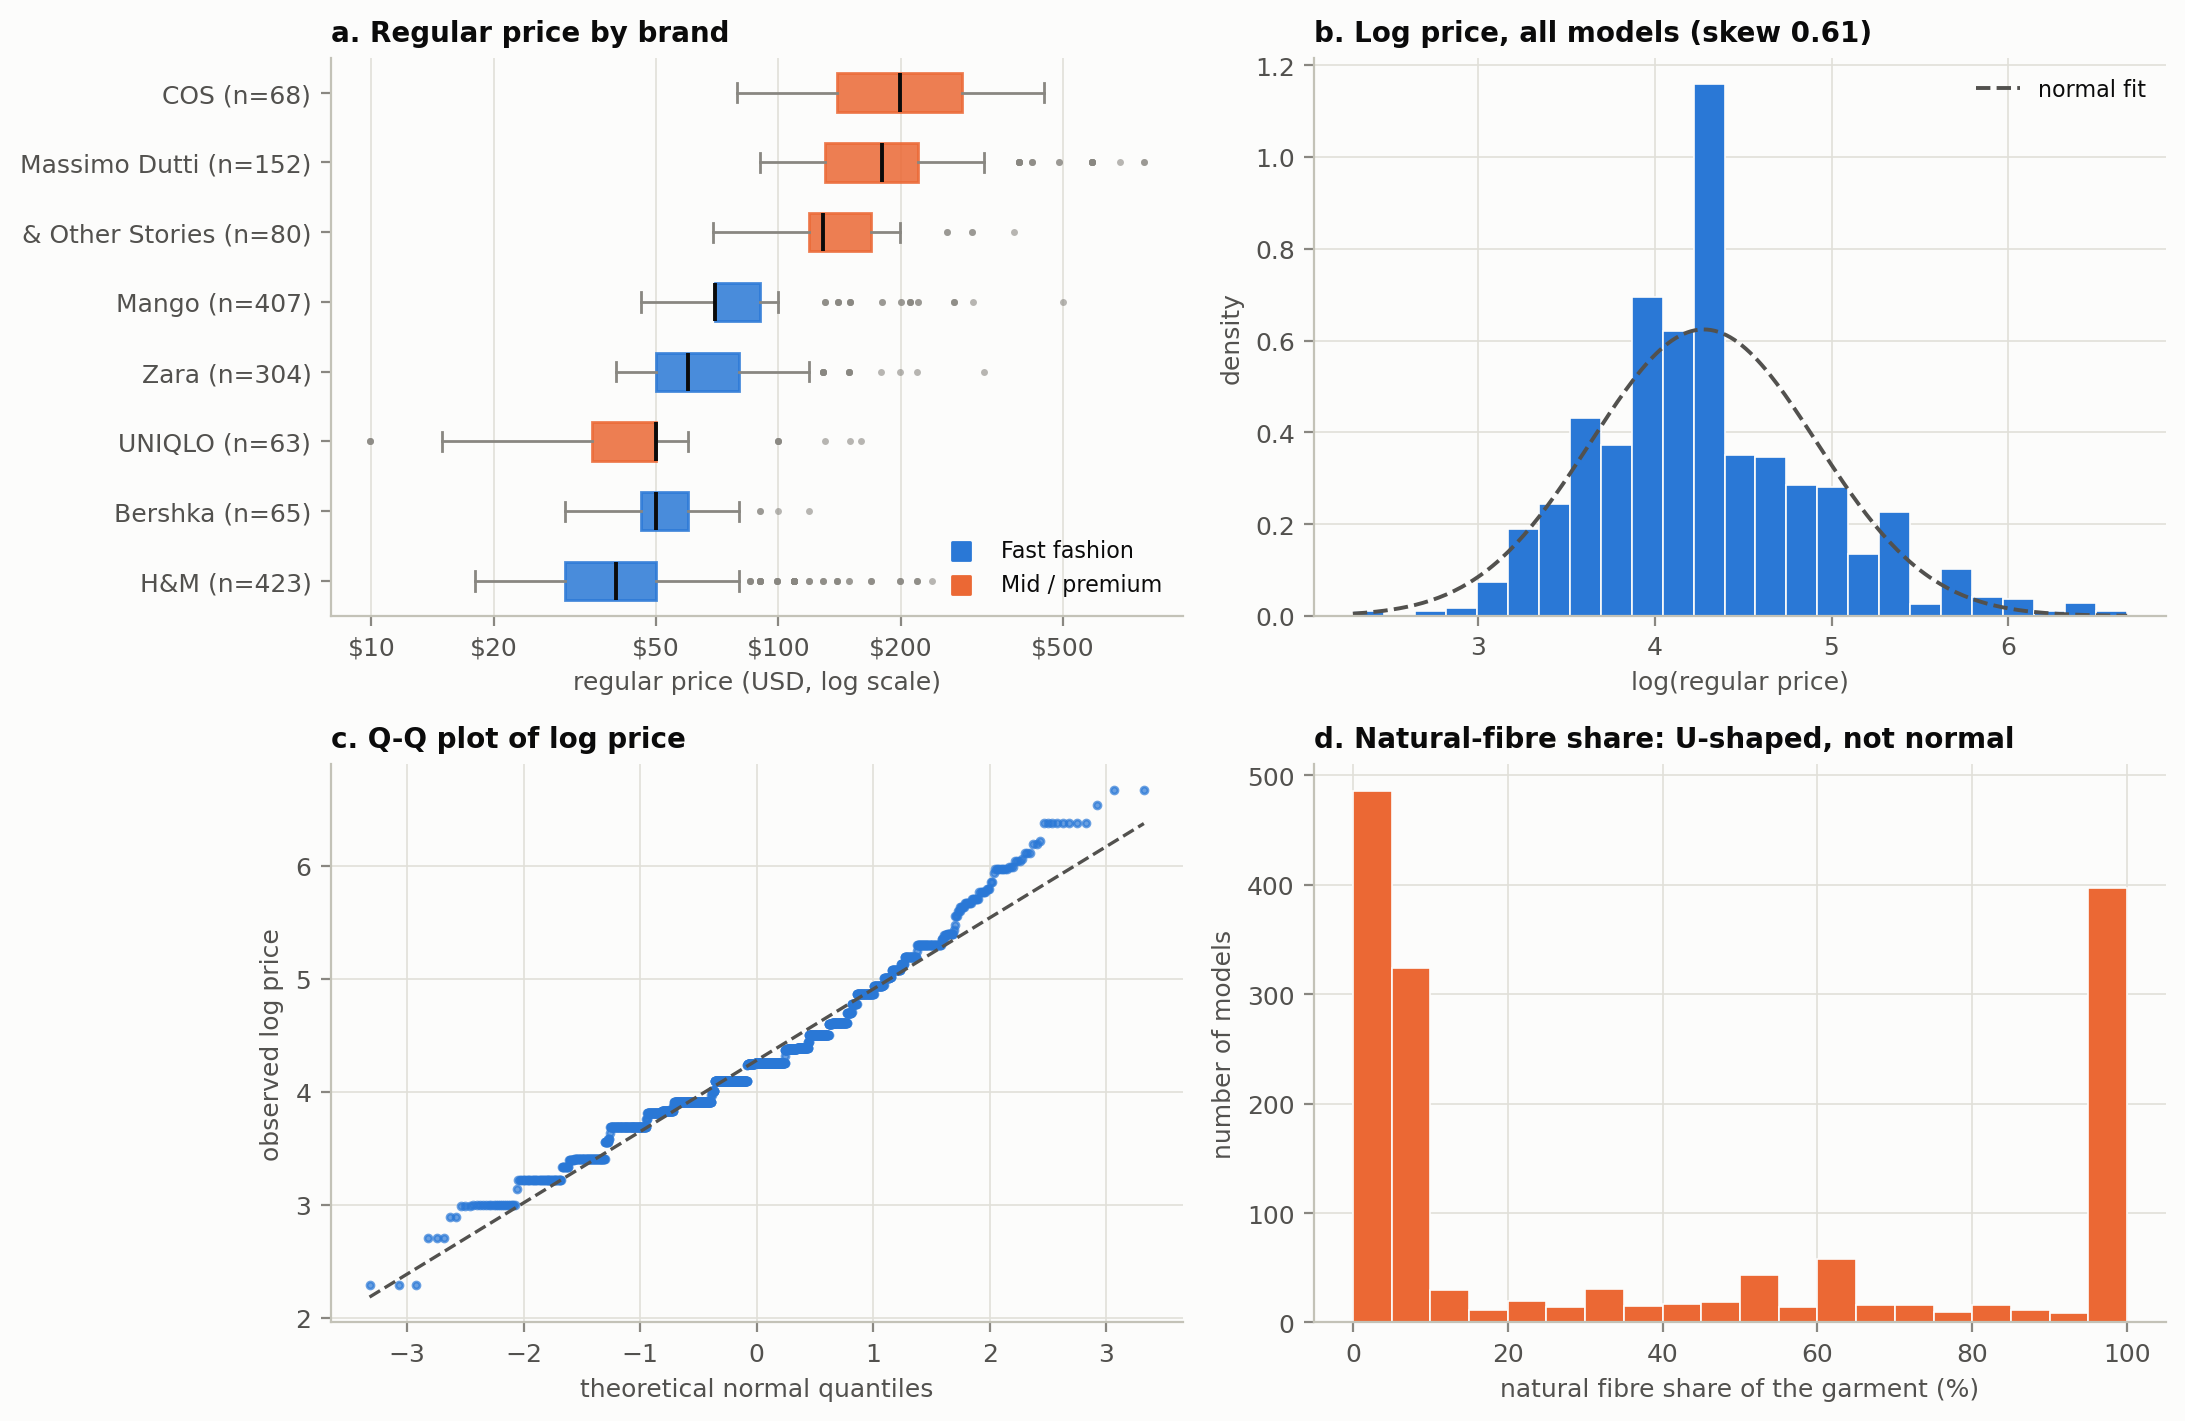 a. Regular price by brand
COS (n=68)
Massimo Dutti (n=152)
& Other Stories (n=80)
Mango (n=407)
Zara (n=304)
UNIQLO (n=63)
Bershka (n=65)
H&M (n=423)
Fast fashion
Mid / premium
$10 $20 $50 $100 $200 $500
regular price (USD, log scale)
b. Log price, all models (skew 0.61)
normal fit
density
1.2
1.0
0.8
0.6
0.4
0.2
0.0
3 4 5 6
log(regular price)
c. Q-Q plot of log price
observed log price
6
5
4
3
2
−3 −2 −1 0 1 2 3
theoretical normal quantiles
d. Natural-fibre share: U-shaped, not normal
number of models
500
400
300
200
100
0
0 20 40 60 80 100
natural fibre share of the garment (%)